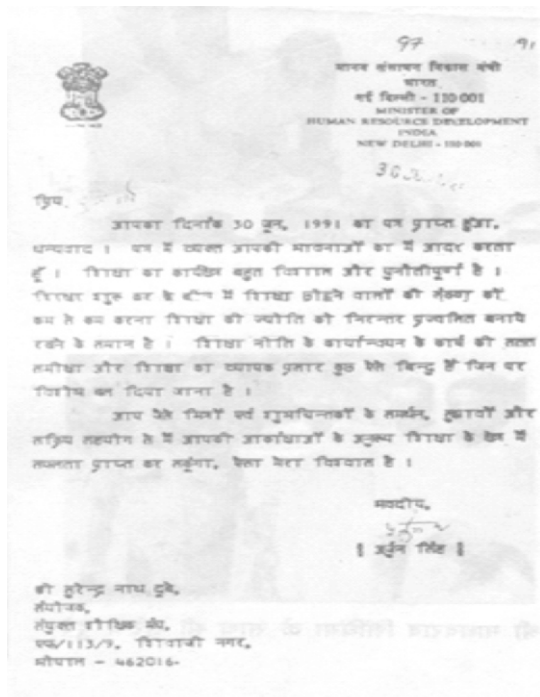 97 91
मानव संसाधन विकास मंत्री
भारत
नई दिल्ली - 110 001
MINISTER OF
HUMAN RESOURCE DEVELOPMENT
INDIA
NEW DELHI - 110 001
प्रिय
आपका दिनांक 30 जून, 1991 का पत्र प्राप्त हुआ,
धन्यवाद । पत्र में व्यक्त आपकी भावनाओं का मैं आदर करता
हूँ । शिक्षा का कार्यक्षेत्र बहुत विशाल और चुनौतीपूर्ण है ।
शिक्षा शुरू कर के बीच में शिक्षा छोड़ने वालों की संख्या को
कम से कम करना शिक्षा की ज्योति को निरन्तर प्रज्वलित बनाये
रखने के समान है । शिक्षा नीति के कार्यान्वयन के कार्य की सतत
समीक्षा और शिक्षा का व्यापक प्रसार कुछ ऐसे बिन्दु हैं जिन पर
विशेष बल दिया जाना है ।
आप जैसे मित्रों एवं शुभचिन्तकों के समर्थन, सुझावों और
सक्रिय सहयोग से मैं आपकी आकांक्षाओं के अनुरूप शिक्षा के क्षेत्र में
सफलता प्राप्त कर सकूंगा, ऐसा मेरा विश्वास है ।
भवदीय,
[ अर्जुन सिंह ]
श्री सुरेन्द्र नाथ दुबे,
संयोजक,
संयुक्त शैक्षिक मंच,
एफ/113/9, शिवाजी नगर,
भोपाल - 462016.